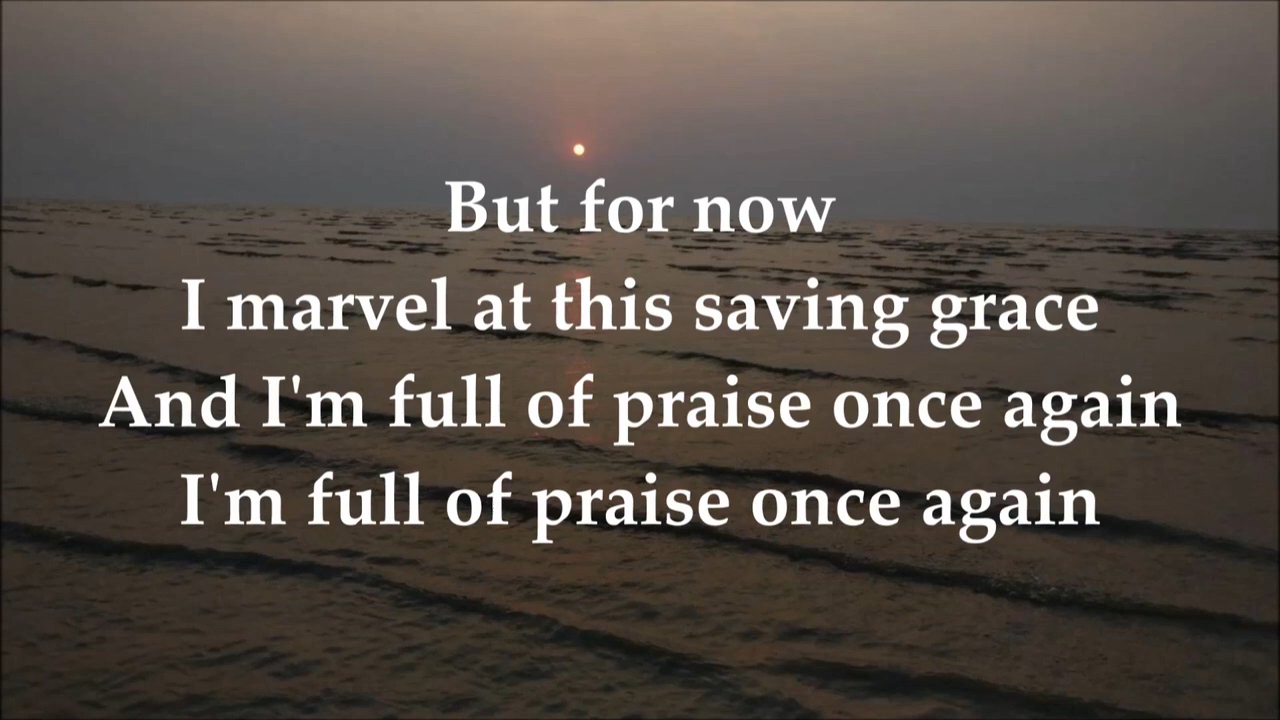 But for now
I marvel at this saving grace
And I'm full of praise once again
I'm full of praise once again